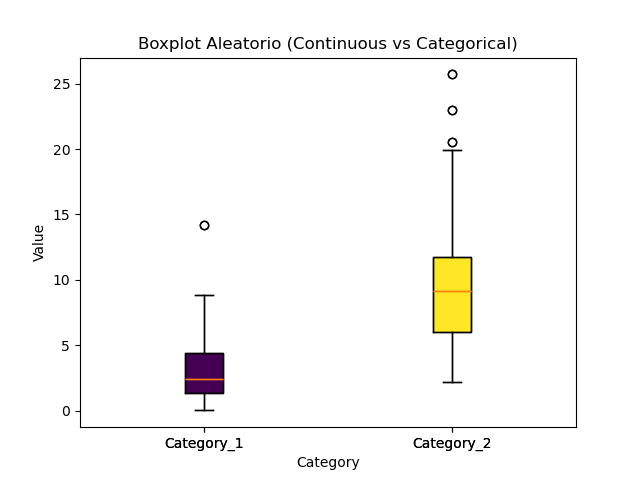 Boxplot Aleatorio (Continuous vs Categorical)
25
20
15
10
5
0
Value
Category_1
Category_2
Category